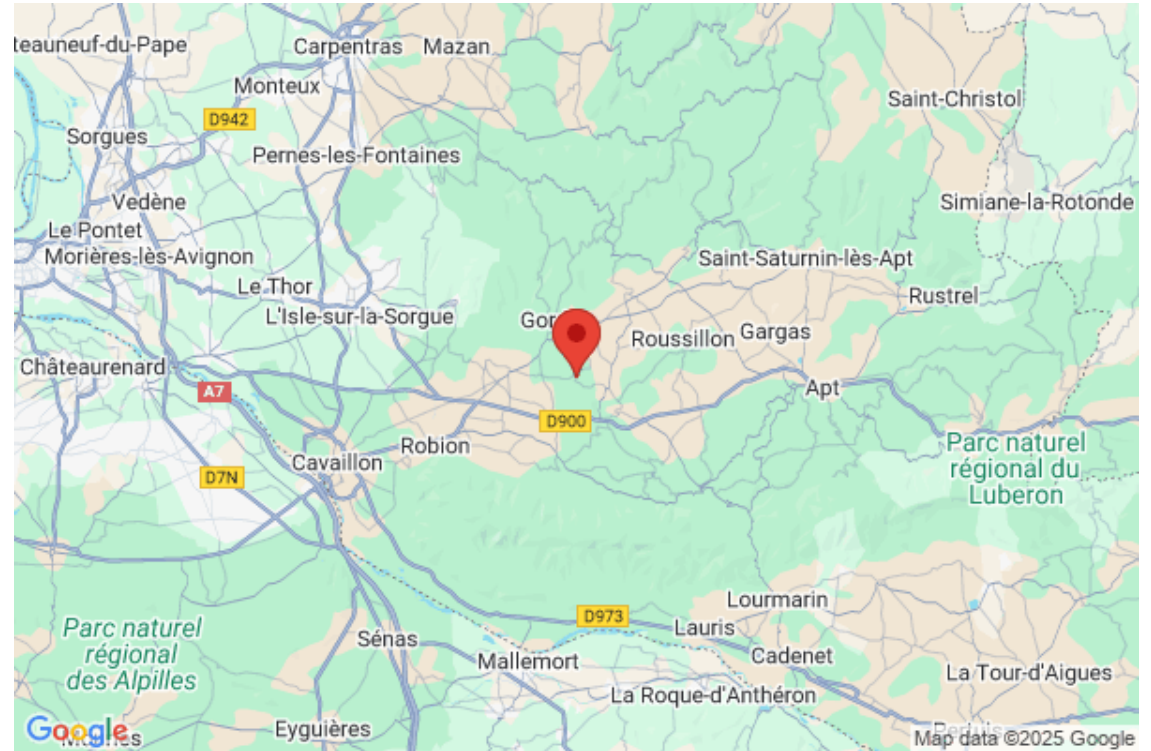 teauneuf-du-Pape
Carpentras
Mazan
Monteux
Saint-Christol
D942
Sorgues
Pernes-les-Fontaines
Vedène
Simiane-la-Rotonde
Le Pontet
Morières-lès-Avignon
Saint-Saturnin-lès-Apt
Le Thor
Rustrel
L'Isle-sur-la-Sorgue
Gor
Roussillon
Gargas
Châteaurenard
A7
Apt
D900
Robion
Parc naturel
régional du
Luberon
Cavaillon
D7N
Lourmarin
D973
Lauris
Parc naturel
régional
des Alpilles
Sénas
Cadenet
Mallemort
La Tour-d'Aigues
La Roque-d'Anthéron
Eyguières
Google
Map data ©2025 Google